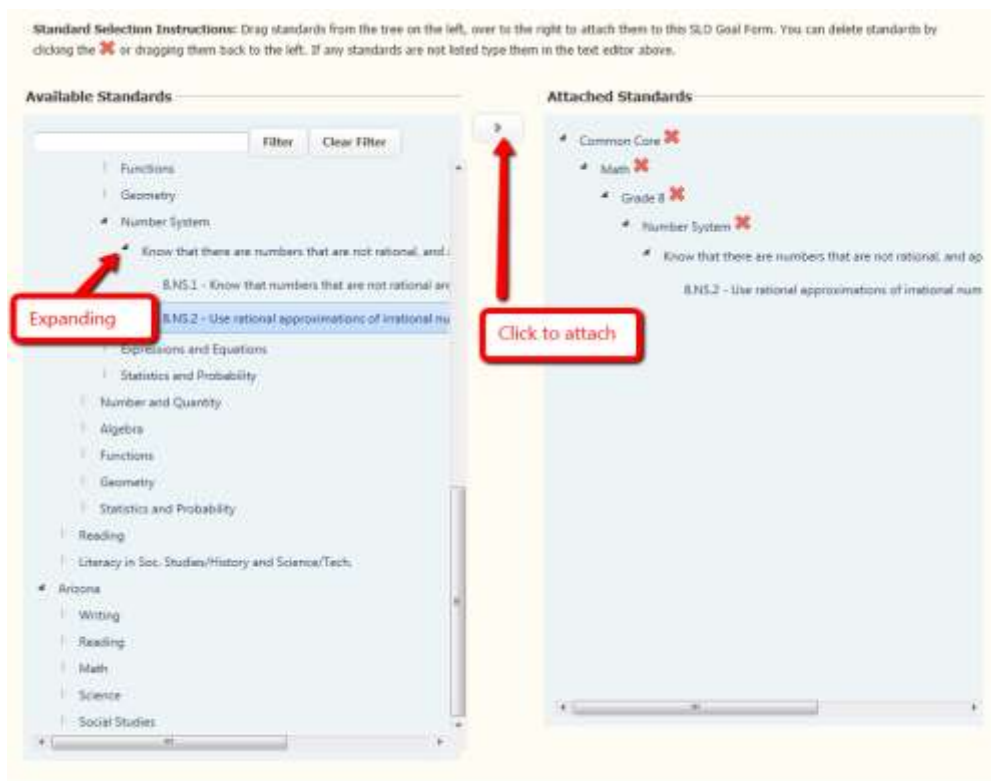 Standard Selection Instructions: Drag standards from the tree on the left, over to the right to attach them to this SLO Goal Form. You can delete standards by
clicking the or dragging them back to the left. If any standards are not listed type them in the text editor above.
Available Standards
Filter
Clear Filter
Functions
Geometry
Number System
Know that there are numbers that are not rational, and
8.NS.1 - Know that numbers that are not rational are
8.NS.2 - Use rational approximations of irrational nu
Expressions and Equations
Statistics and Probability
Number and Quantity
Algebra
Functions
Geometry
Statistics and Probability
Reading
Literacy in Soc. Studies/History and Science/Tech.
Arizona
Writing
Reading
Math
Science
Social Studies
Expanding
Click to attach
Attached Standards
Common Core
Math
Grade 8
Number System
Know that there are numbers that are not rational, and ap
8.NS.2 - Use rational approximations of irrational num